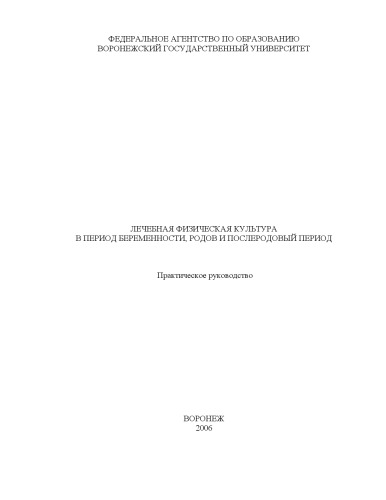 ФЕДЕРАЛЬНОЕ АГЕНТСТВО ПО ОБРАЗОВАНИЮ
ВОРОНЕЖСКИЙ ГОСУДАРСТВЕННЫЙ УНИВЕРСИТЕТ
ЛЕЧЕБНАЯ ФИЗИЧЕСКАЯ КУЛЬТУРА
В ПЕРИОД БЕРЕМЕННОСТИ, РОДОВ И ПОСЛЕРОДОВЫЙ ПЕРИОД
Практическое руководство
ВОРОНЕЖ
2006